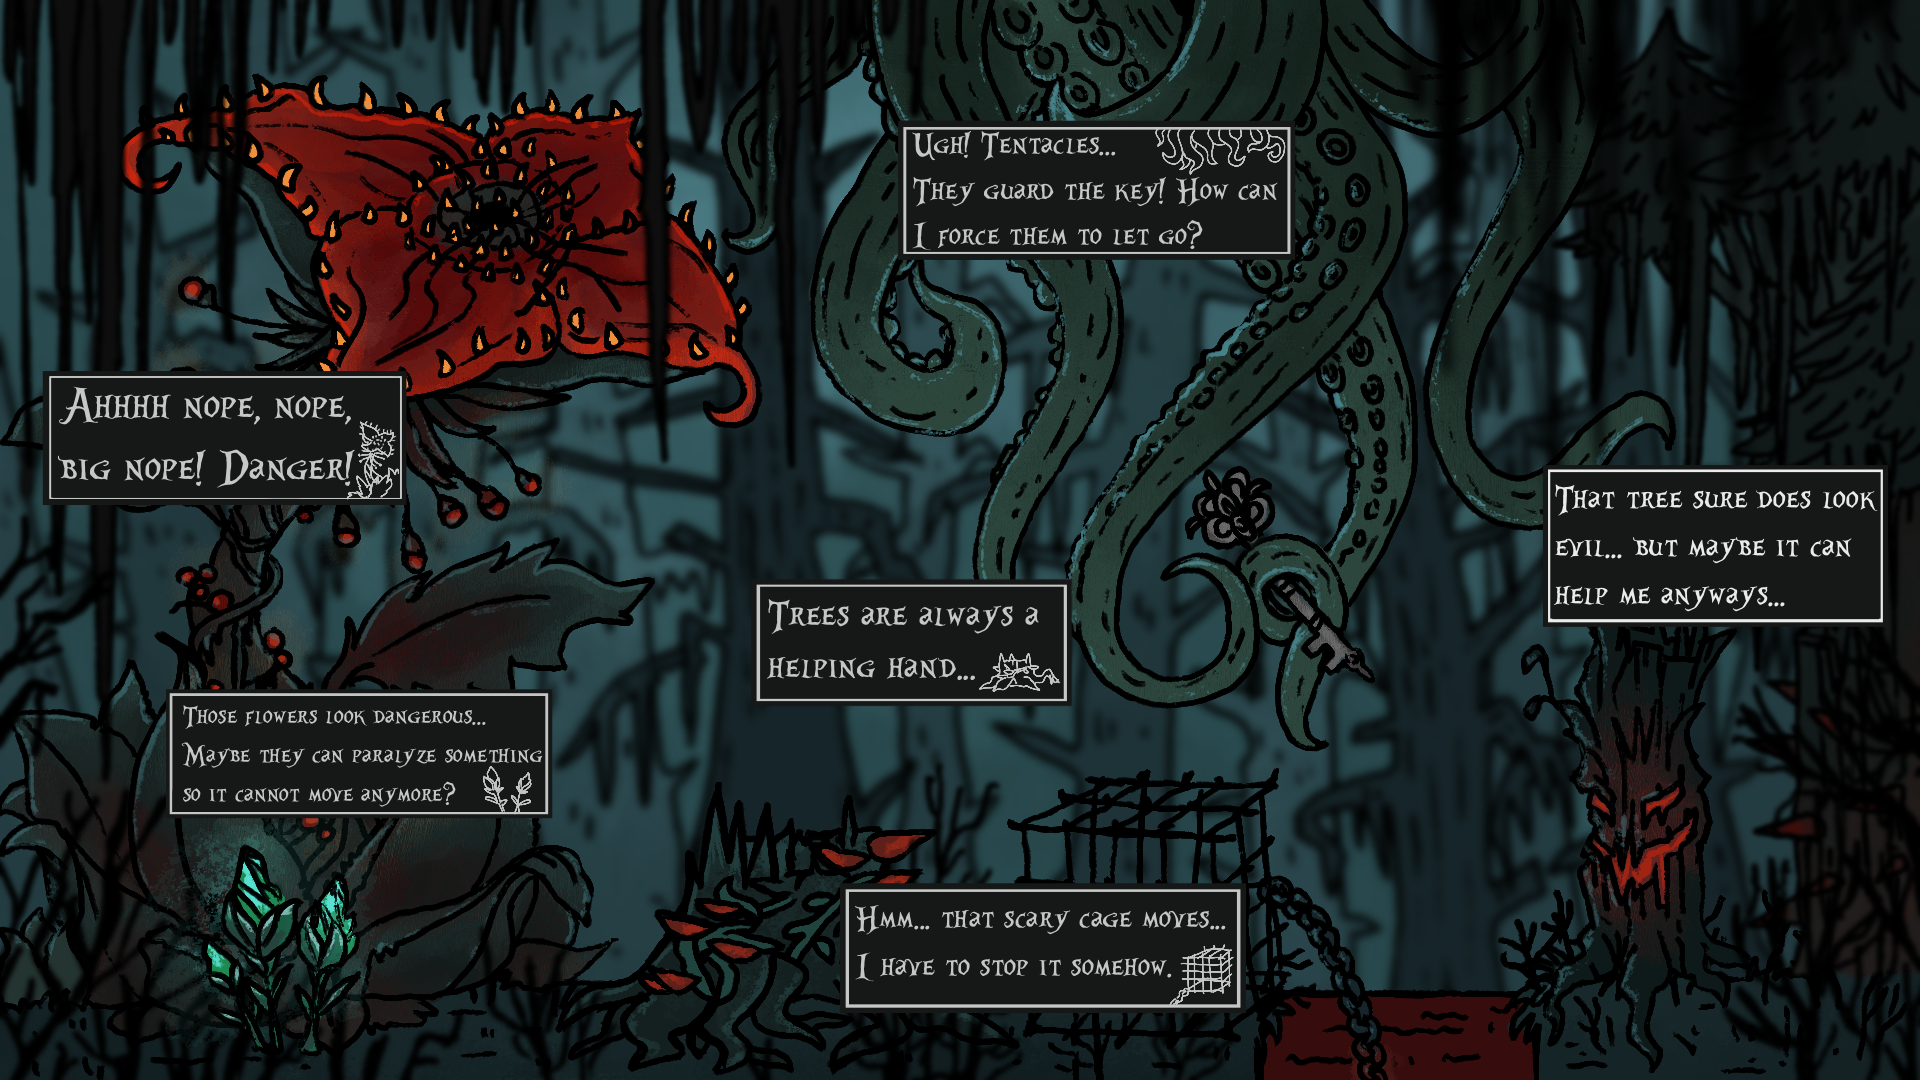 Ugh! Tentacles...
They guard the key! How can
I force them to let go?
Ahhhh nope, nope,
big nope! Danger!
That tree sure does look
evil... but maybe it can
help me anyways...
Trees are always a
helping hand...
Those flowers look dangerous...
Maybe they can paralyze something
so it cannot move anymore?
Hmm... that scary cage moves...
I have to stop it somehow.